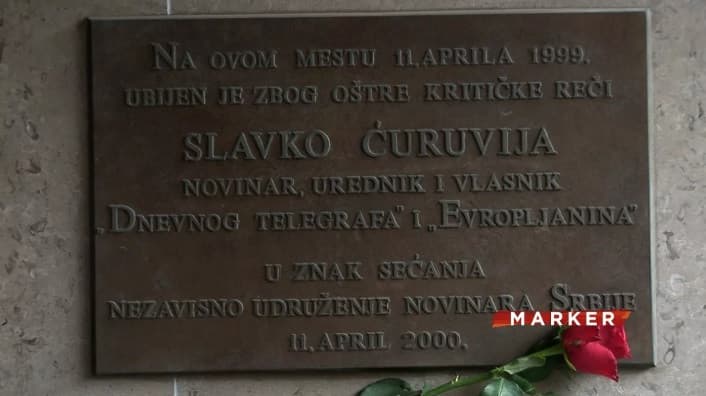 NA OVOM MESTU 11. APRILA 1999.
UBIJEN JE ZBOG OŠTRE KRITIČKE REČI
SLAVKO ĆURUVIJA
NOVINAR, UREDNIK I VLASNIK
„DNEVNOG TELEGRAFA" I „EVROPLJANINA"
U ZNAK SEĆANJA
NEZAVISNO UDRUŽENJE NOVINARA SRBIJE
MARKER
11. APRIL 2000.